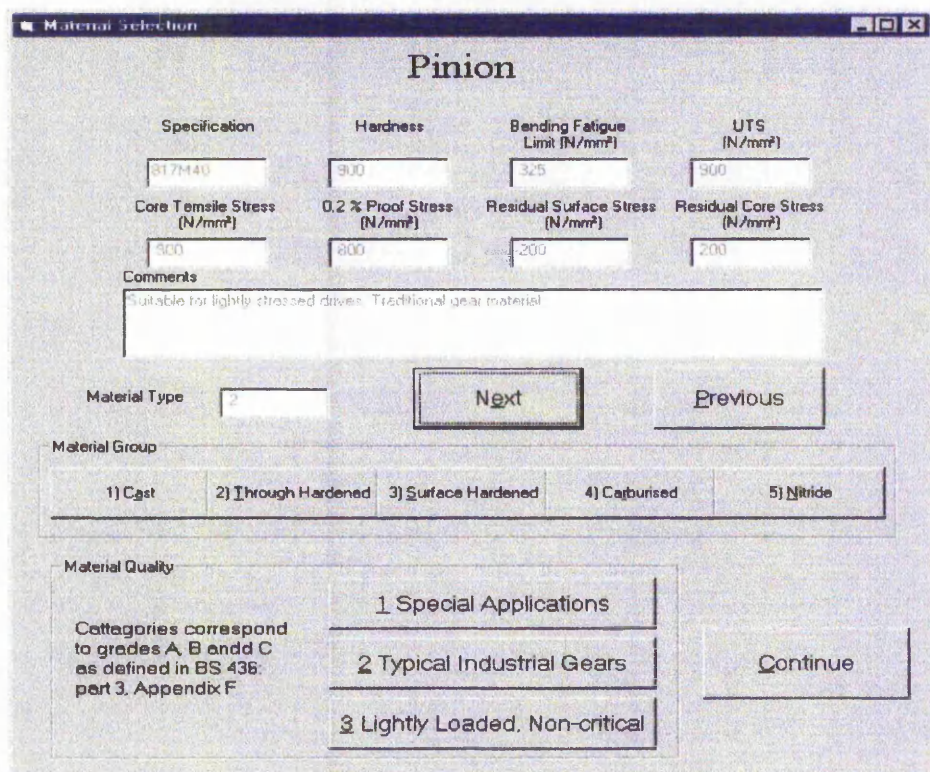 Material Selection
Pinion
Specification
Hardness
Bending Fatigue
Limit (N/mm²)
UTS
(N/mm²)
817M40
900
325
900
Core Temsile Stress
(N/mm²)
0.2 % Proof Stress
(N/mm²)
Residual Surface Stress
(N/mm²)
Residual Core Stress
(N/mm²)
800
200
200
Comments
Suitable for lightly stressed drives. Traditional gear material
Material Type
2
Next
Previous
Material Group
1) Cast
2) Through Hardened
3) Surface Hardened
4) Carburised
5) Nitride
Material Quality
Cattagories correspond
to grades A, B andd C
as defined in BS 436:
part 3, Appendix F
1 Special Applications
2 Typical Industrial Gears
3 Lightly Loaded, Non-critical
Continue